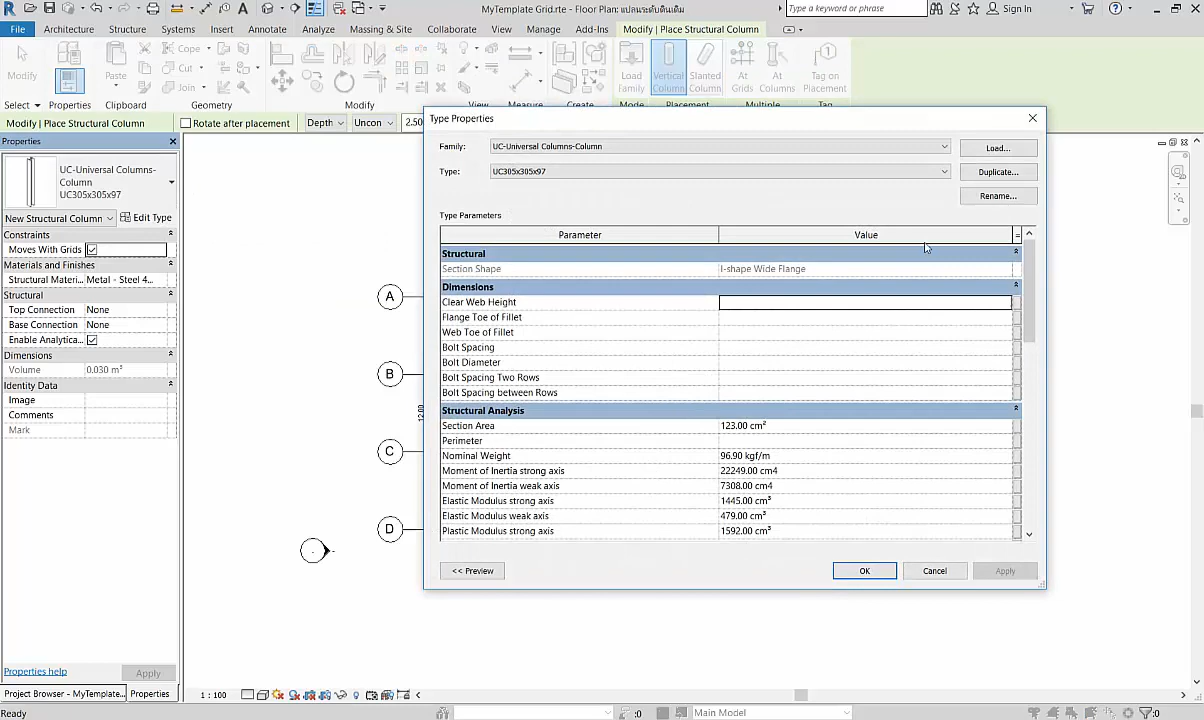 MyTemplate Grid.rte - Floor Plan: แปลนระดับดินเดิม
Type a keyword or phrase
Sign In
File Architecture Structure Systems Insert Annotate Analyze Massing & Site Collaborate View Manage Add-Ins Modify | Place Structural Column
Cope
Cut
Join
Modify
Paste
Load Family
Vertical Column
Slanted Column
At Grids
At Columns
Tag on Placement
Select Properties Clipboard Geometry Modify View Measure Create Mode Placement Multiple Tag
Modify | Place Structural Column
Rotate after placement
Depth
Uncon
2.50
Properties
UC-Universal Columns-
Column
UC305x305x97
New Structural Column
Edit Type
Constraints
Moves With Grids
Materials and Finishes
Structural Materi... Metal - Steel 4...
Structural
Top Connection None
Base Connection None
Enable Analytica...
Dimensions
Volume 0.030 m³
Identity Data
Image
Comments
Mark
Properties help
Apply
Project Browser - MyTemplate... Properties
A
B
12.00
C
D
Type Properties
Family: UC-Universal Columns-Column Load...
Type: UC305x305x97 Duplicate...
Rename...
Type Parameters
Parameter Value =
Structural
Section Shape I-shape Wide Flange
Dimensions
Clear Web Height
Flange Toe of Fillet
Web Toe of Fillet
Bolt Spacing
Bolt Diameter
Bolt Spacing Two Rows
Bolt Spacing between Rows
Structural Analysis
Section Area 123.00 cm²
Perimeter
Nominal Weight 96.90 kgf/m
Moment of Inertia strong axis 22249.00 cm4
Moment of Inertia weak axis 7308.00 cm4
Elastic Modulus strong axis 1445.00 cm³
Elastic Modulus weak axis 479.00 cm³
Plastic Modulus strong axis 1592.00 cm³
<< Preview OK Cancel Apply
1 : 100
Ready
:0
Main Model
:0